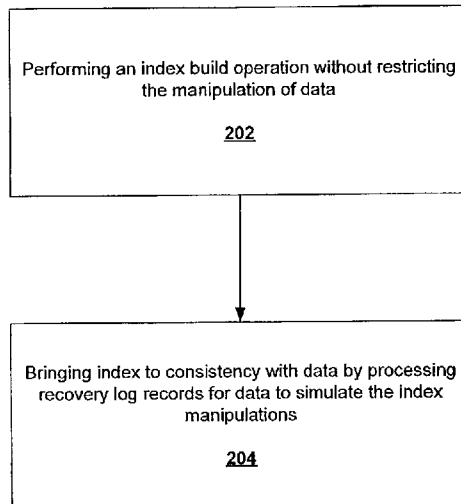 Performing an index build operation without restricting
the manipulation of data
202
Bringing index to consistency with data by processing
recovery log records for data to simulate the index
manipulations
204